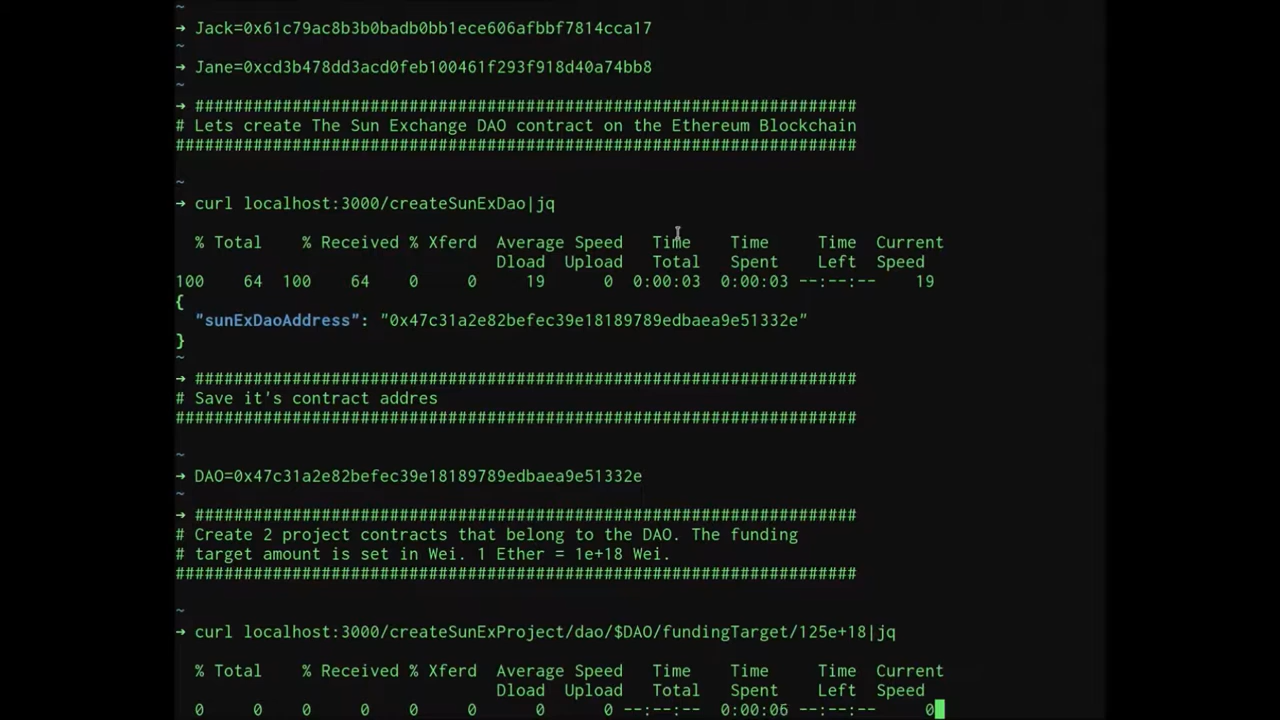 ~
→ Jack=0x61c79ac8b3b0badb0bb1ece606afbbf7814cca17
~
→ Jane=0xcd3b478dd3acd0feb100461f293f918d40a74bb8
~
→ ####################################################################
# Lets create The Sun Exchange DAO contract on the Ethereum Blockchain
######################################################################
~
→ curl localhost:3000/createSunExDao|jq
% Total % Received % Xferd Average Speed Time Time Time Current
Dload Upload Total Spent Left Speed
100 64 100 64 0 0 19 0 0:00:03 0:00:03 --:--:-- 19
{
"sunExDaoAddress": "0x47c31a2e82befec39e18189789edbaea9e51332e"
}
~
→ ####################################################################
# Save it's contract addres
######################################################################
~
→ DAO=0x47c31a2e82befec39e18189789edbaea9e51332e
~
→ ####################################################################
# Create 2 project contracts that belong to the DAO. The funding
# target amount is set in Wei. 1 Ether = 1e+18 Wei.
######################################################################
~
→ curl localhost:3000/createSunExProject/dao/$DAO/fundingTarget/125e+18|jq
% Total % Received % Xferd Average Speed Time Time Time Current
Dload Upload Total Spent Left Speed
0 0 0 0 0 0 0 0 --:--:-- 0:00:06 --:--:-- 0